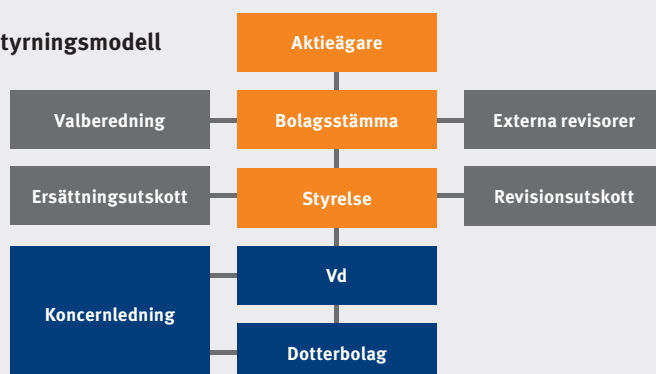 tyrningsmodell
Aktieägare
Valberedning
Bolagsstämma
Externa revisorer
Ersättningsutskott
Styrelse
Revisionsutskott
Koncernledning
Vd
Dotterbolag